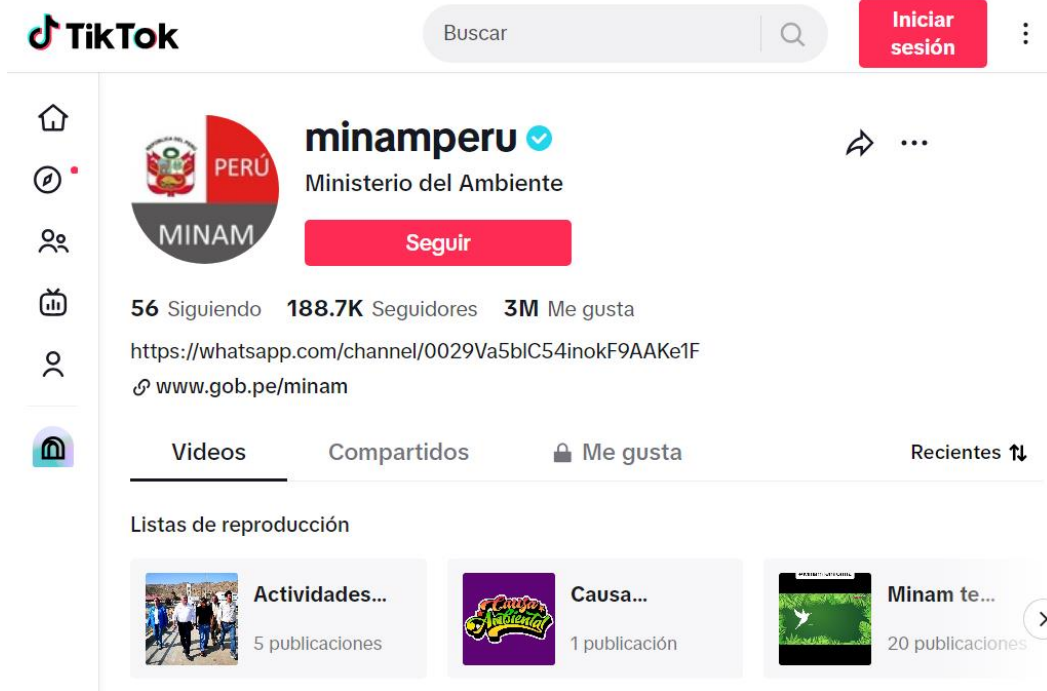 TikTok
Buscar
Iniciar
sesión
minamperu
Ministerio del Ambiente
PERÚ
MINAM
Seguir
56 Siguiendo 188.7K Seguidores 3M Me gusta
https://whatsapp.com/channel/0029Va5blC54inokF9AAKe1F
www.gob.pe/minam
Videos Compartidos Me gusta Recientes
Listas de reproducción
Actividades... Causa... Minam te...
Causa
Ambiental
5 publicaciones 1 publicación 20 publicaciones